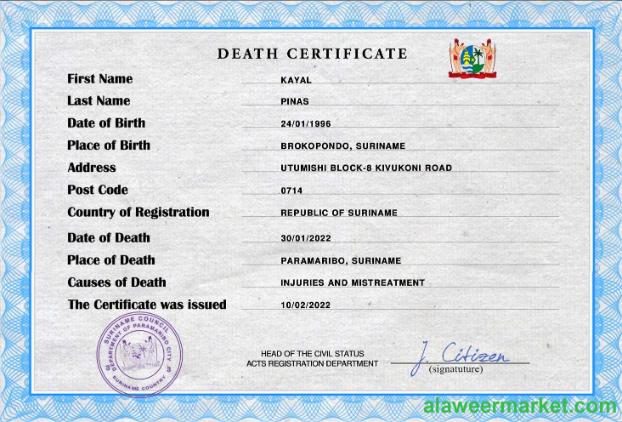 DEATH CERTIFICATE
First Name KAYAL
Last Name PINAS
Date of Birth 24/01/1996
Place of Birth BROKOPONDO, SURINAME
Address UTUMISHI BLOCK-8 KIVUKONI ROAD
Post Code 0714
Country of Registration REPUBLIC OF SURINAME
Date of Death 30/01/2022
Place of Death PARAMARIBO, SURINAME
Causes of Death INJURIES AND MISTREATMENT
The Certificate was issued 10/02/2022
SURINAME COUNCIL
DEPARTMENT OF PARAMARIBO CITY
SURINAME COUNTRY
HEAD OF THE CIVIL STATUS
ACTS REGISTRATION DEPARTMENT
J. Citizen
(signatuture)
alaweermarket.com